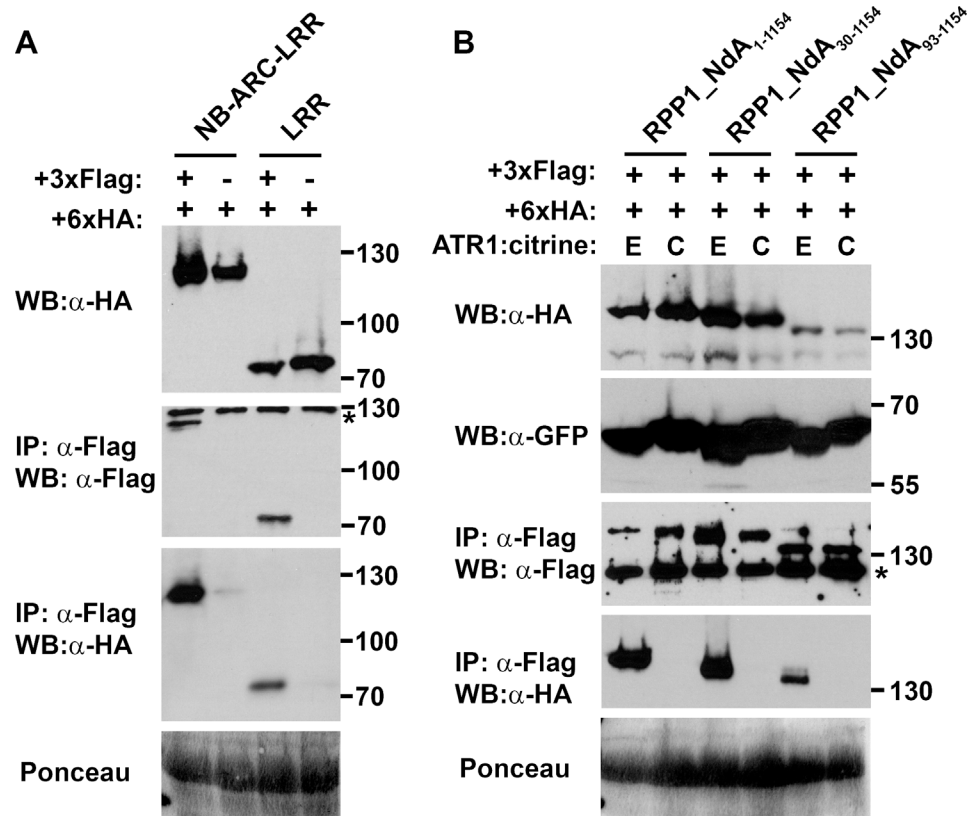 A
NB-ARC-LRR
LRR
+3xFlag: + - + -
+6xHA: + + + +
WB:α-HA
130
100
70
IP: α-Flag
WB: α-Flag
130
*
100
70
IP: α-Flag
WB:α-HA
130
100
70
Ponceau
B
RPP1_NdA1-1154
RPP1_NdA30-1154
RPP1_NdA93-1154
+3xFlag: + + + + + +
+6xHA: + + + + + +
ATR1:citrine: E C E C E C
WB:α-HA
130
WB:α-GFP
70
55
IP: α-Flag
WB: α-Flag
130
*
IP: α-Flag
WB:α-HA
130
Ponceau